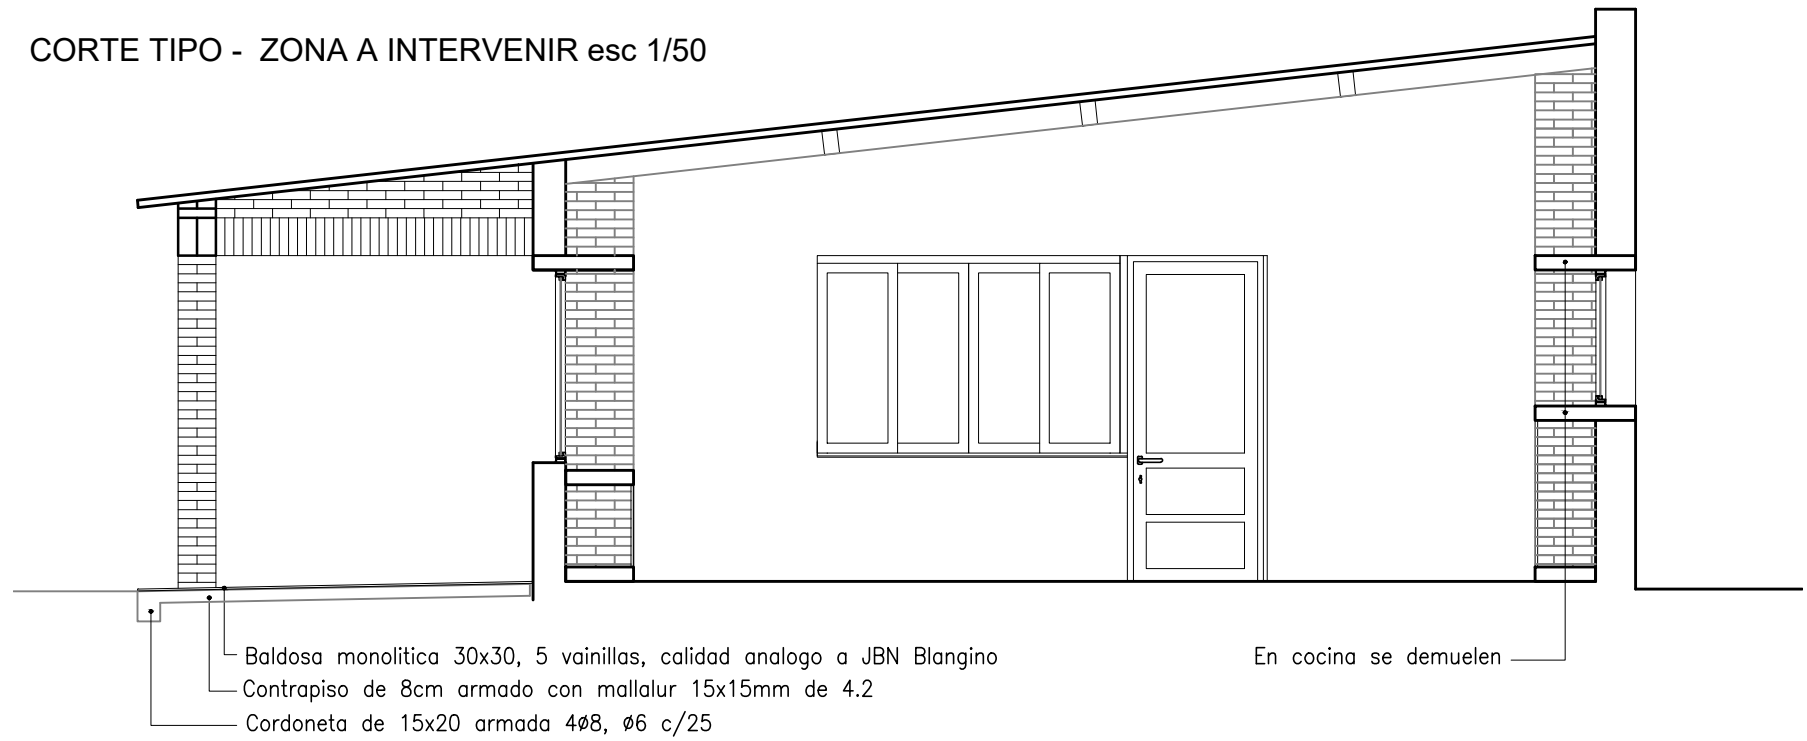 CORTE TIPO - ZONA A INTERVENIR esc 1/50
Baldosa monolitica 30x30, 5 vainillas, calidad analogo a JBN Blangino
En cocina se demuelen
Contrapiso de 8cm armado con mallalur 15x15mm de 4.2
Cordoneta de 15x20 armada 4ø8, ø6 c/25